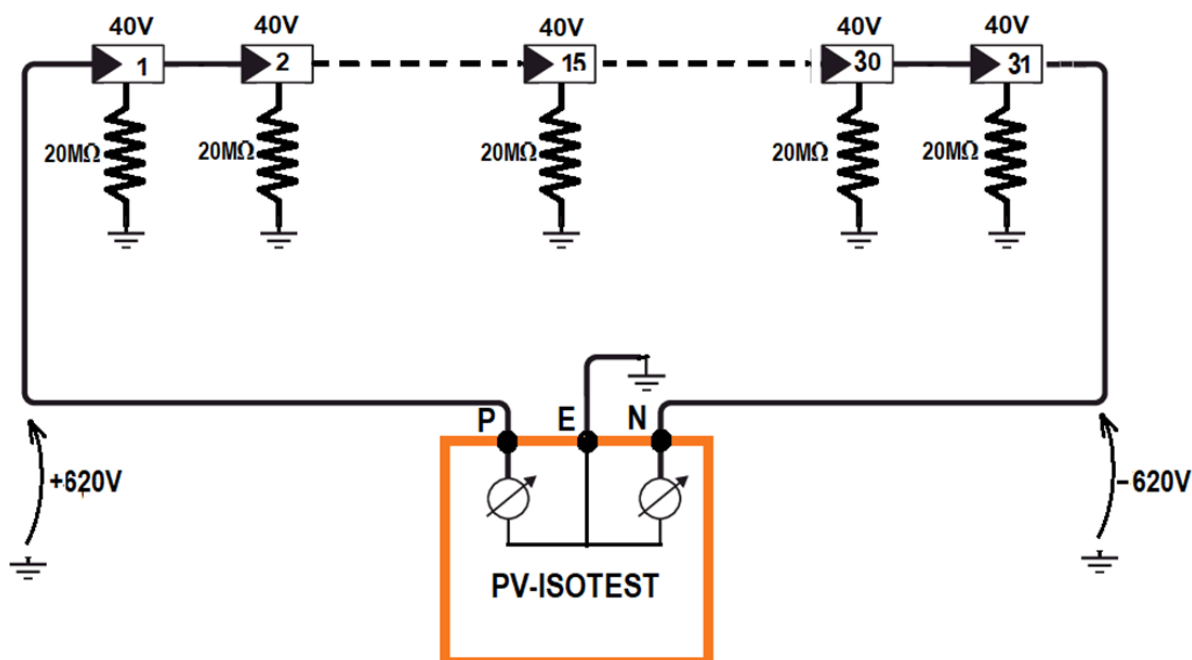 40V 40V 40V 40V 40V
1 2 15 30 31
20MΩ 20MΩ 20MΩ 20MΩ 20MΩ
P E N
+620V
−620V
PV-ISOTEST